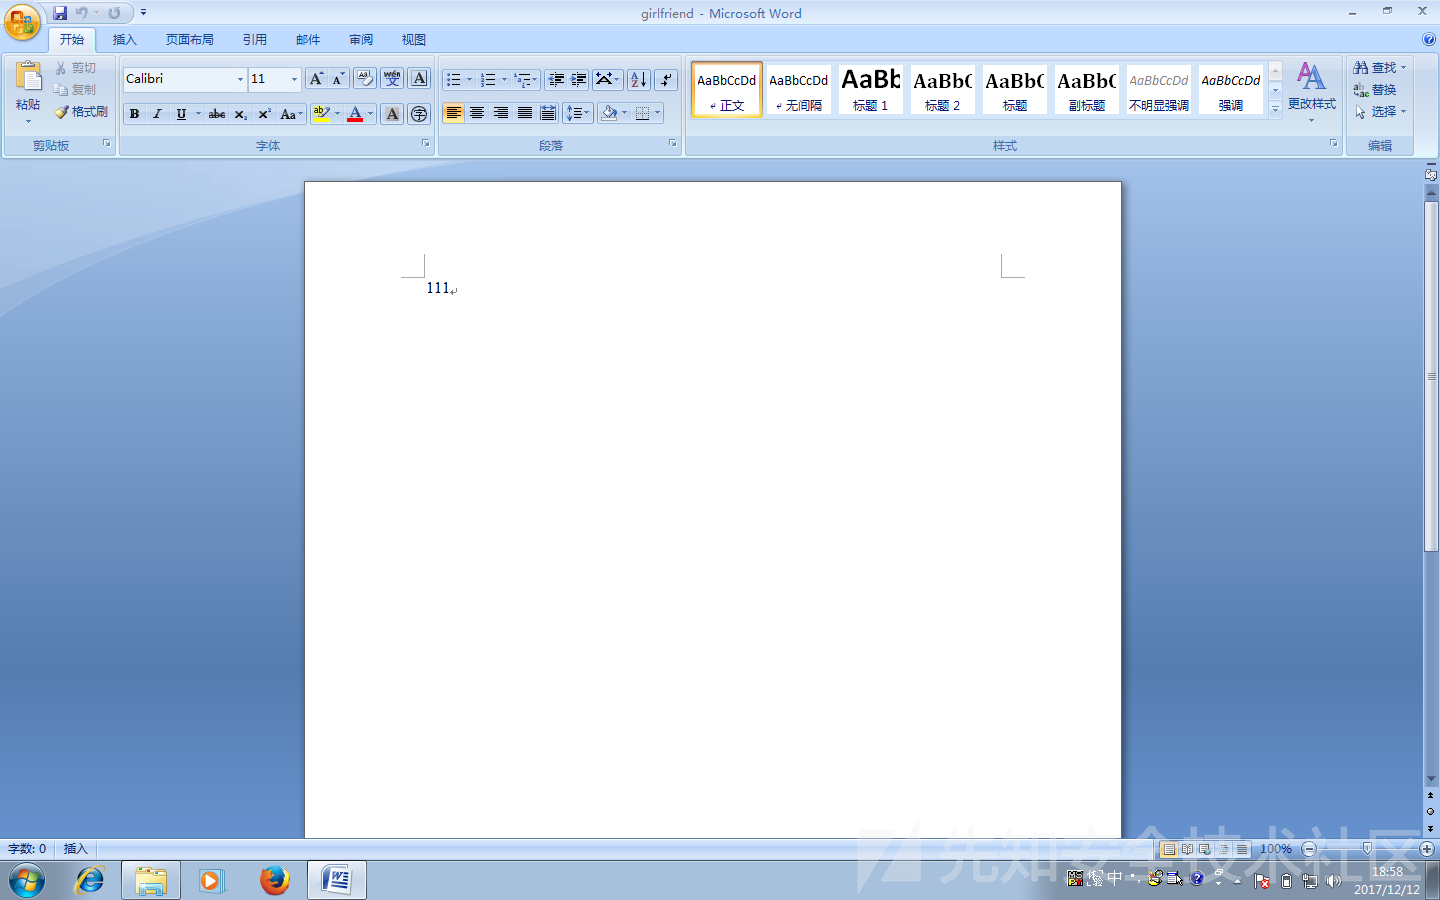 girlfriend - Microsoft Word
开始 插入 页面布局 引用 邮件 审阅 视图
粘贴 剪切 复制 格式刷
剪贴板
Calibri 11
wén A
B I U abc x₂ x² Aa ab A A 字
字体
段落
AaBbCcDd AaBbCcDd AaBb AaBbC AaBbC AaBbC AaBbCcDd AaBbCcDd
正文 无间隔 标题 1 标题 2 标题 副标题 不明显强调 强调
更改样式
样式
查找
替换
选择
编辑
111
字数: 0 插入 100%
先知安全技术社区
中
18:58
2017/12/12